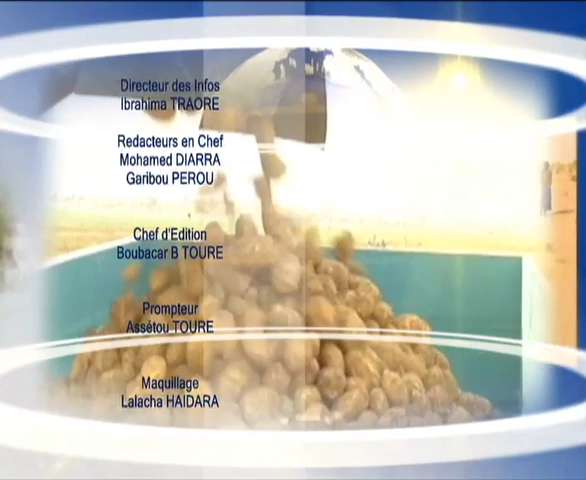 Directeur des Infos
Ibrahima TRAORE
Redacteurs en Chef
Mohamed DIARRA
Garibou PEROU
Chef d'Edition
Boubacar B TOURE
Prompteur
Assétou TOURE
Maquillage
Lalacha HAIDARA